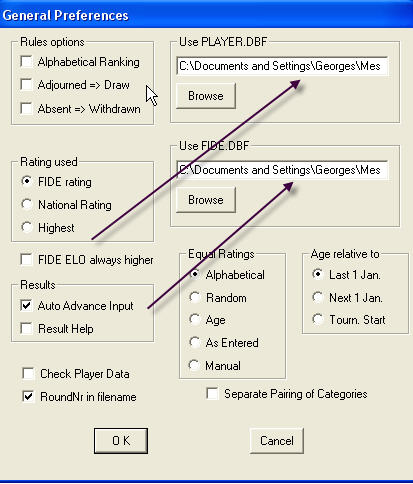 General Preferences
Rules options
Alphabetical Ranking
Adjourned => Draw
Absent => Withdrawn
Use PLAYER.DBF
C:\Documents and Settings\Georges\Mes
Browse
Use FIDE.DBF
C:\Documents and Settings\Georges\Mes
Browse
Rating used
FIDE rating
National Rating
Highest
FIDE ELO always higher
Results
Auto Advance Input
Result Help
Equal Ratings
Alphabetical
Random
Age
As Entered
Manual
Age relative to
Last 1 Jan.
Next 1 Jan.
Tourn. Start
Check Player Data
RoundNr in filename
Separate Pairing of Categories
OK
Cancel